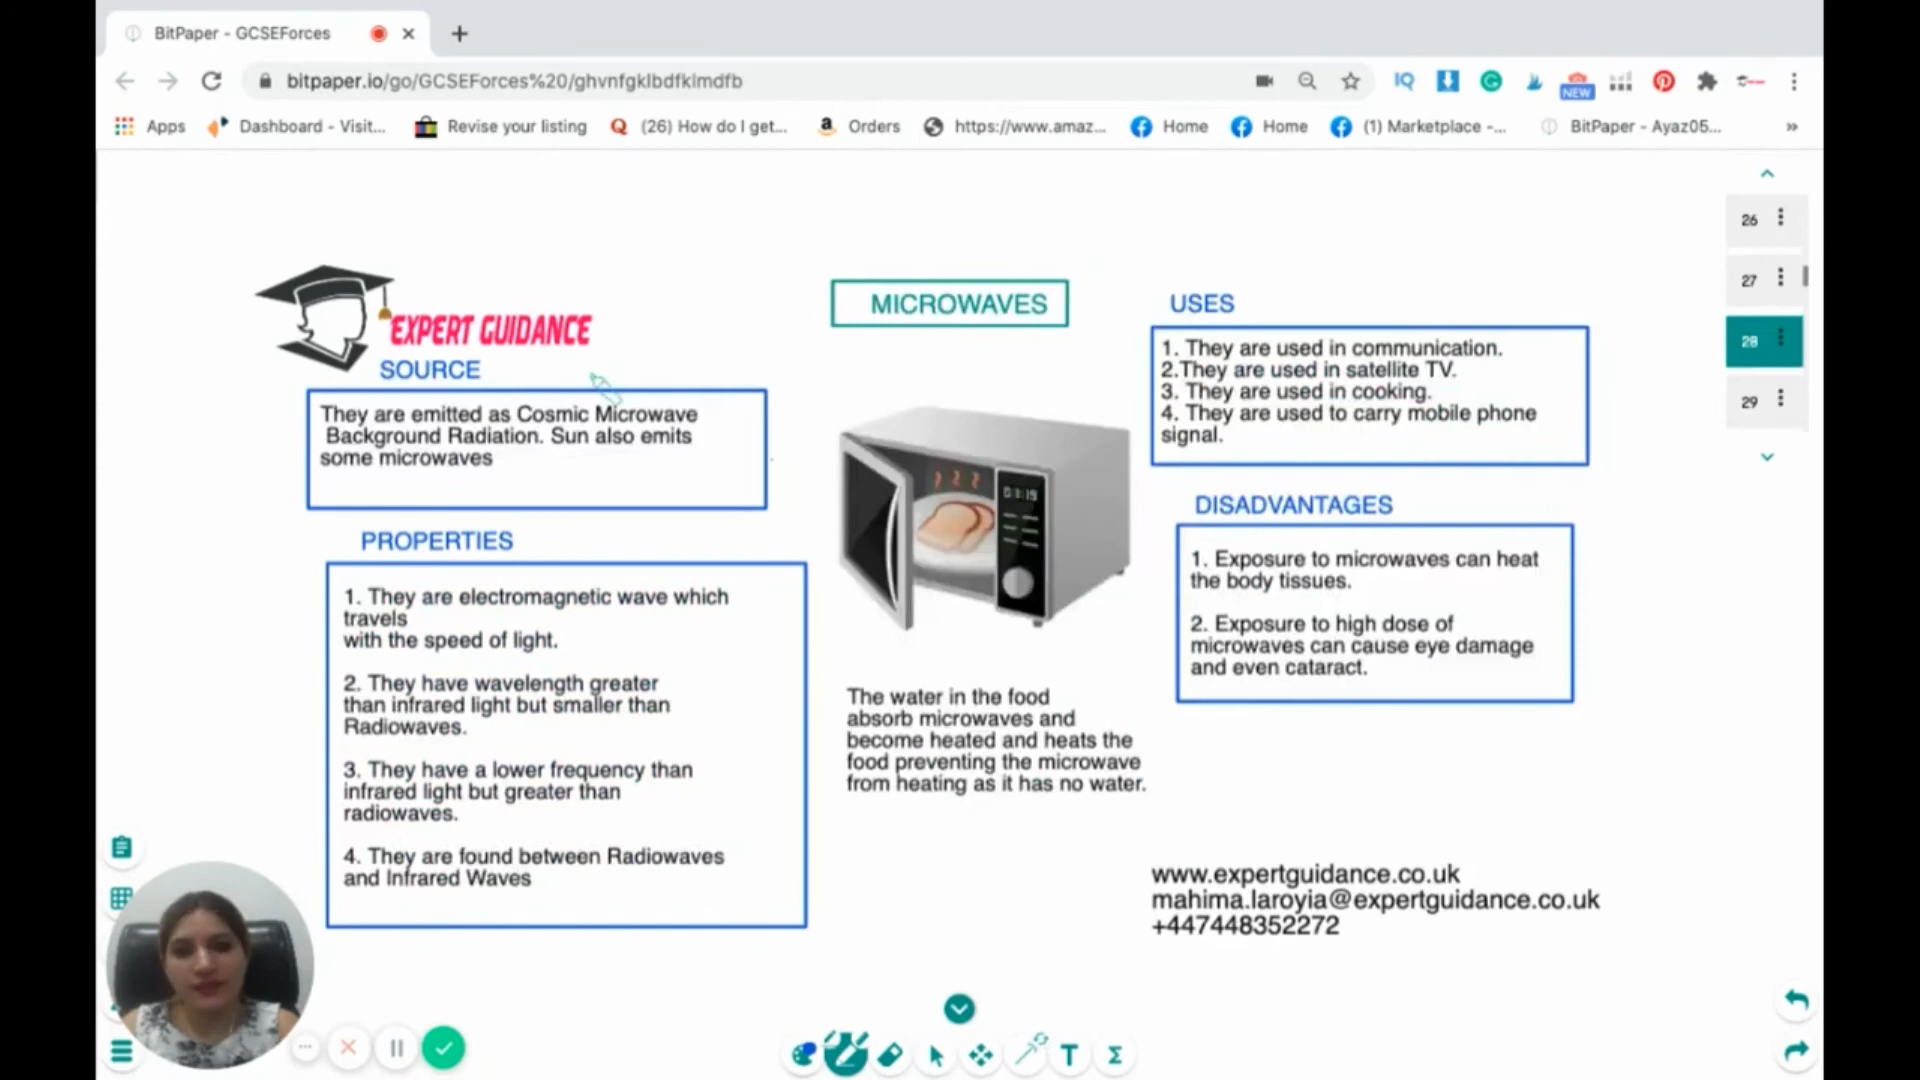 BitPaper - GCSEForces
bitpaper.io/go/GCSEForces%20/ghvnfgklbdfklmdfb
IQ
NEW
Apps
Dashboard - Visit...
Revise your listing
(26) How do I get...
Orders
https://www.amaz...
Home
Home
(1) Marketplace -...
BitPaper - Ayaz05...
26
27
28
29
EXPERT GUIDANCE
SOURCE
They are emitted as Cosmic Microwave
Background Radiation. Sun also emits
some microwaves
PROPERTIES
1. They are electromagnetic wave which
travels
with the speed of light.
2. They have wavelength greater
than infrared light but smaller than
Radiowaves.
3. They have a lower frequency than
infrared light but greater than
radiowaves.
4. They are found between Radiowaves
and Infrared Waves
MICROWAVES
01:19
The water in the food
absorb microwaves and
become heated and heats the
food preventing the microwave
from heating as it has no water.
USES
1. They are used in communication.
2.They are used in satellite TV.
3. They are used in cooking.
4. They are used to carry mobile phone
signal.
DISADVANTAGES
1. Exposure to microwaves can heat
the body tissues.
2. Exposure to high dose of
microwaves can cause eye damage
and even cataract.
www.expertguidance.co.uk
mahima.laroyia@expertguidance.co.uk
+447448352272